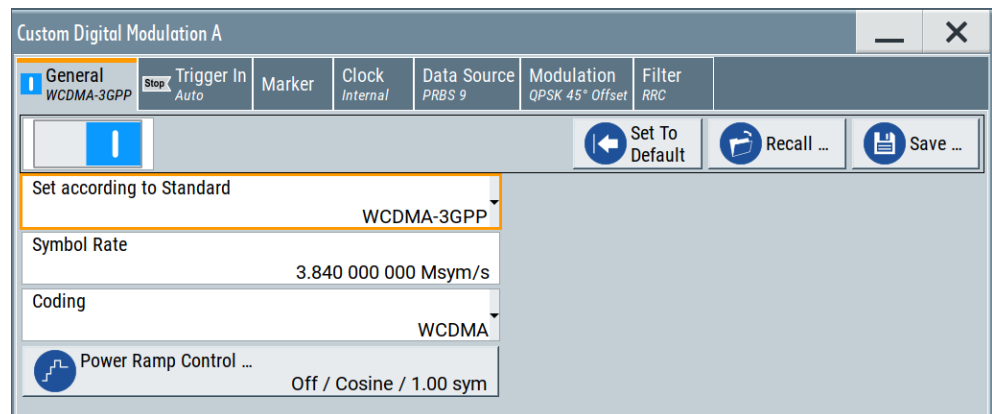 Custom Digital Modulation A
General
WCDMA-3GPP
Stop
Trigger In
Auto
Marker
Clock
Internal
Data Source
PRBS 9
Modulation
QPSK 45° Offset
Filter
RRC
Set To
Default
Recall ...
Save ...
Set according to Standard
WCDMA-3GPP
Symbol Rate
3.840 000 000 Msym/s
Coding
WCDMA
Power Ramp Control ...
Off / Cosine / 1.00 sym